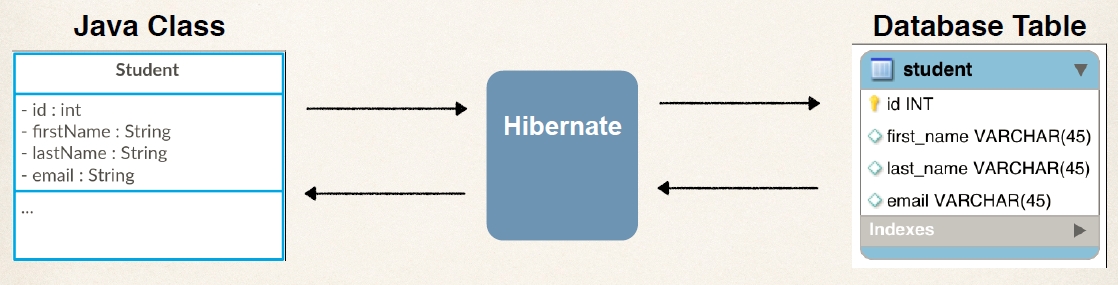 Java Class
Student
- id : int
- firstName : String
- lastName : String
- email : String
...
Hibernate
Database Table
student
id INT
first_name VARCHAR(45)
last_name VARCHAR(45)
email VARCHAR(45)
Indexes